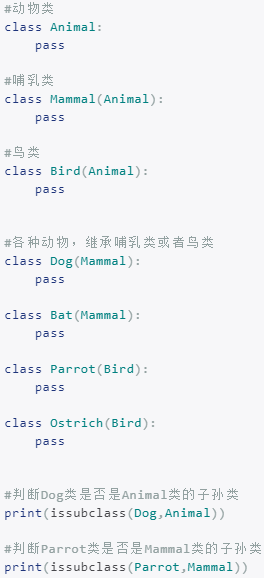 #动物类
class Animal:
    pass

#哺乳类
class Mammal(Animal):
    pass

#鸟类
class Bird(Animal):
    pass


#各种动物，继承哺乳类或者鸟类
class Dog(Mammal):
    pass

class Bat(Mammal):
    pass

class Parrot(Bird):
    pass

class Ostrich(Bird):
    pass


#判断Dog类是否是Animal类的子孙类
print(issubclass(Dog,Animal))

#判断Parrot类是否是Mammal类的子孙类
print(issubclass(Parrot,Mammal))